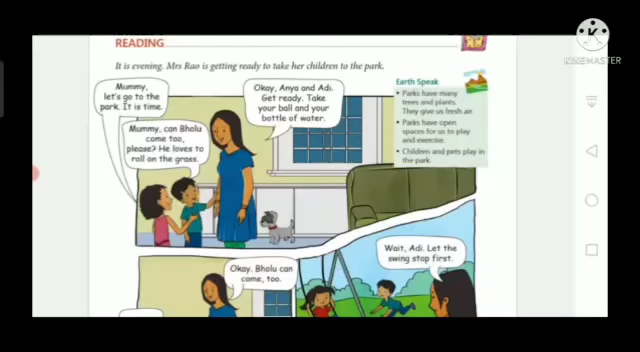 READING
It is evening. Mrs Rao is getting ready to take her children to the park.
Mummy,
let's go to the
park. It is time.
Okay, Anya and Adi.
Get ready. Take
your ball and your
bottle of water.
Mummy, can Bholu
come too,
please? He loves to
roll on the grass.
Earth Speak
• Parks have many
trees and plants.
They give us fresh air.
• Parks have open
spaces for us to play
and exercise.
• Children and pets play in
the park.
Okay. Bholu can
come, too.
Wait, Adi. Let the
swing stop first.
K
KINEMASTER